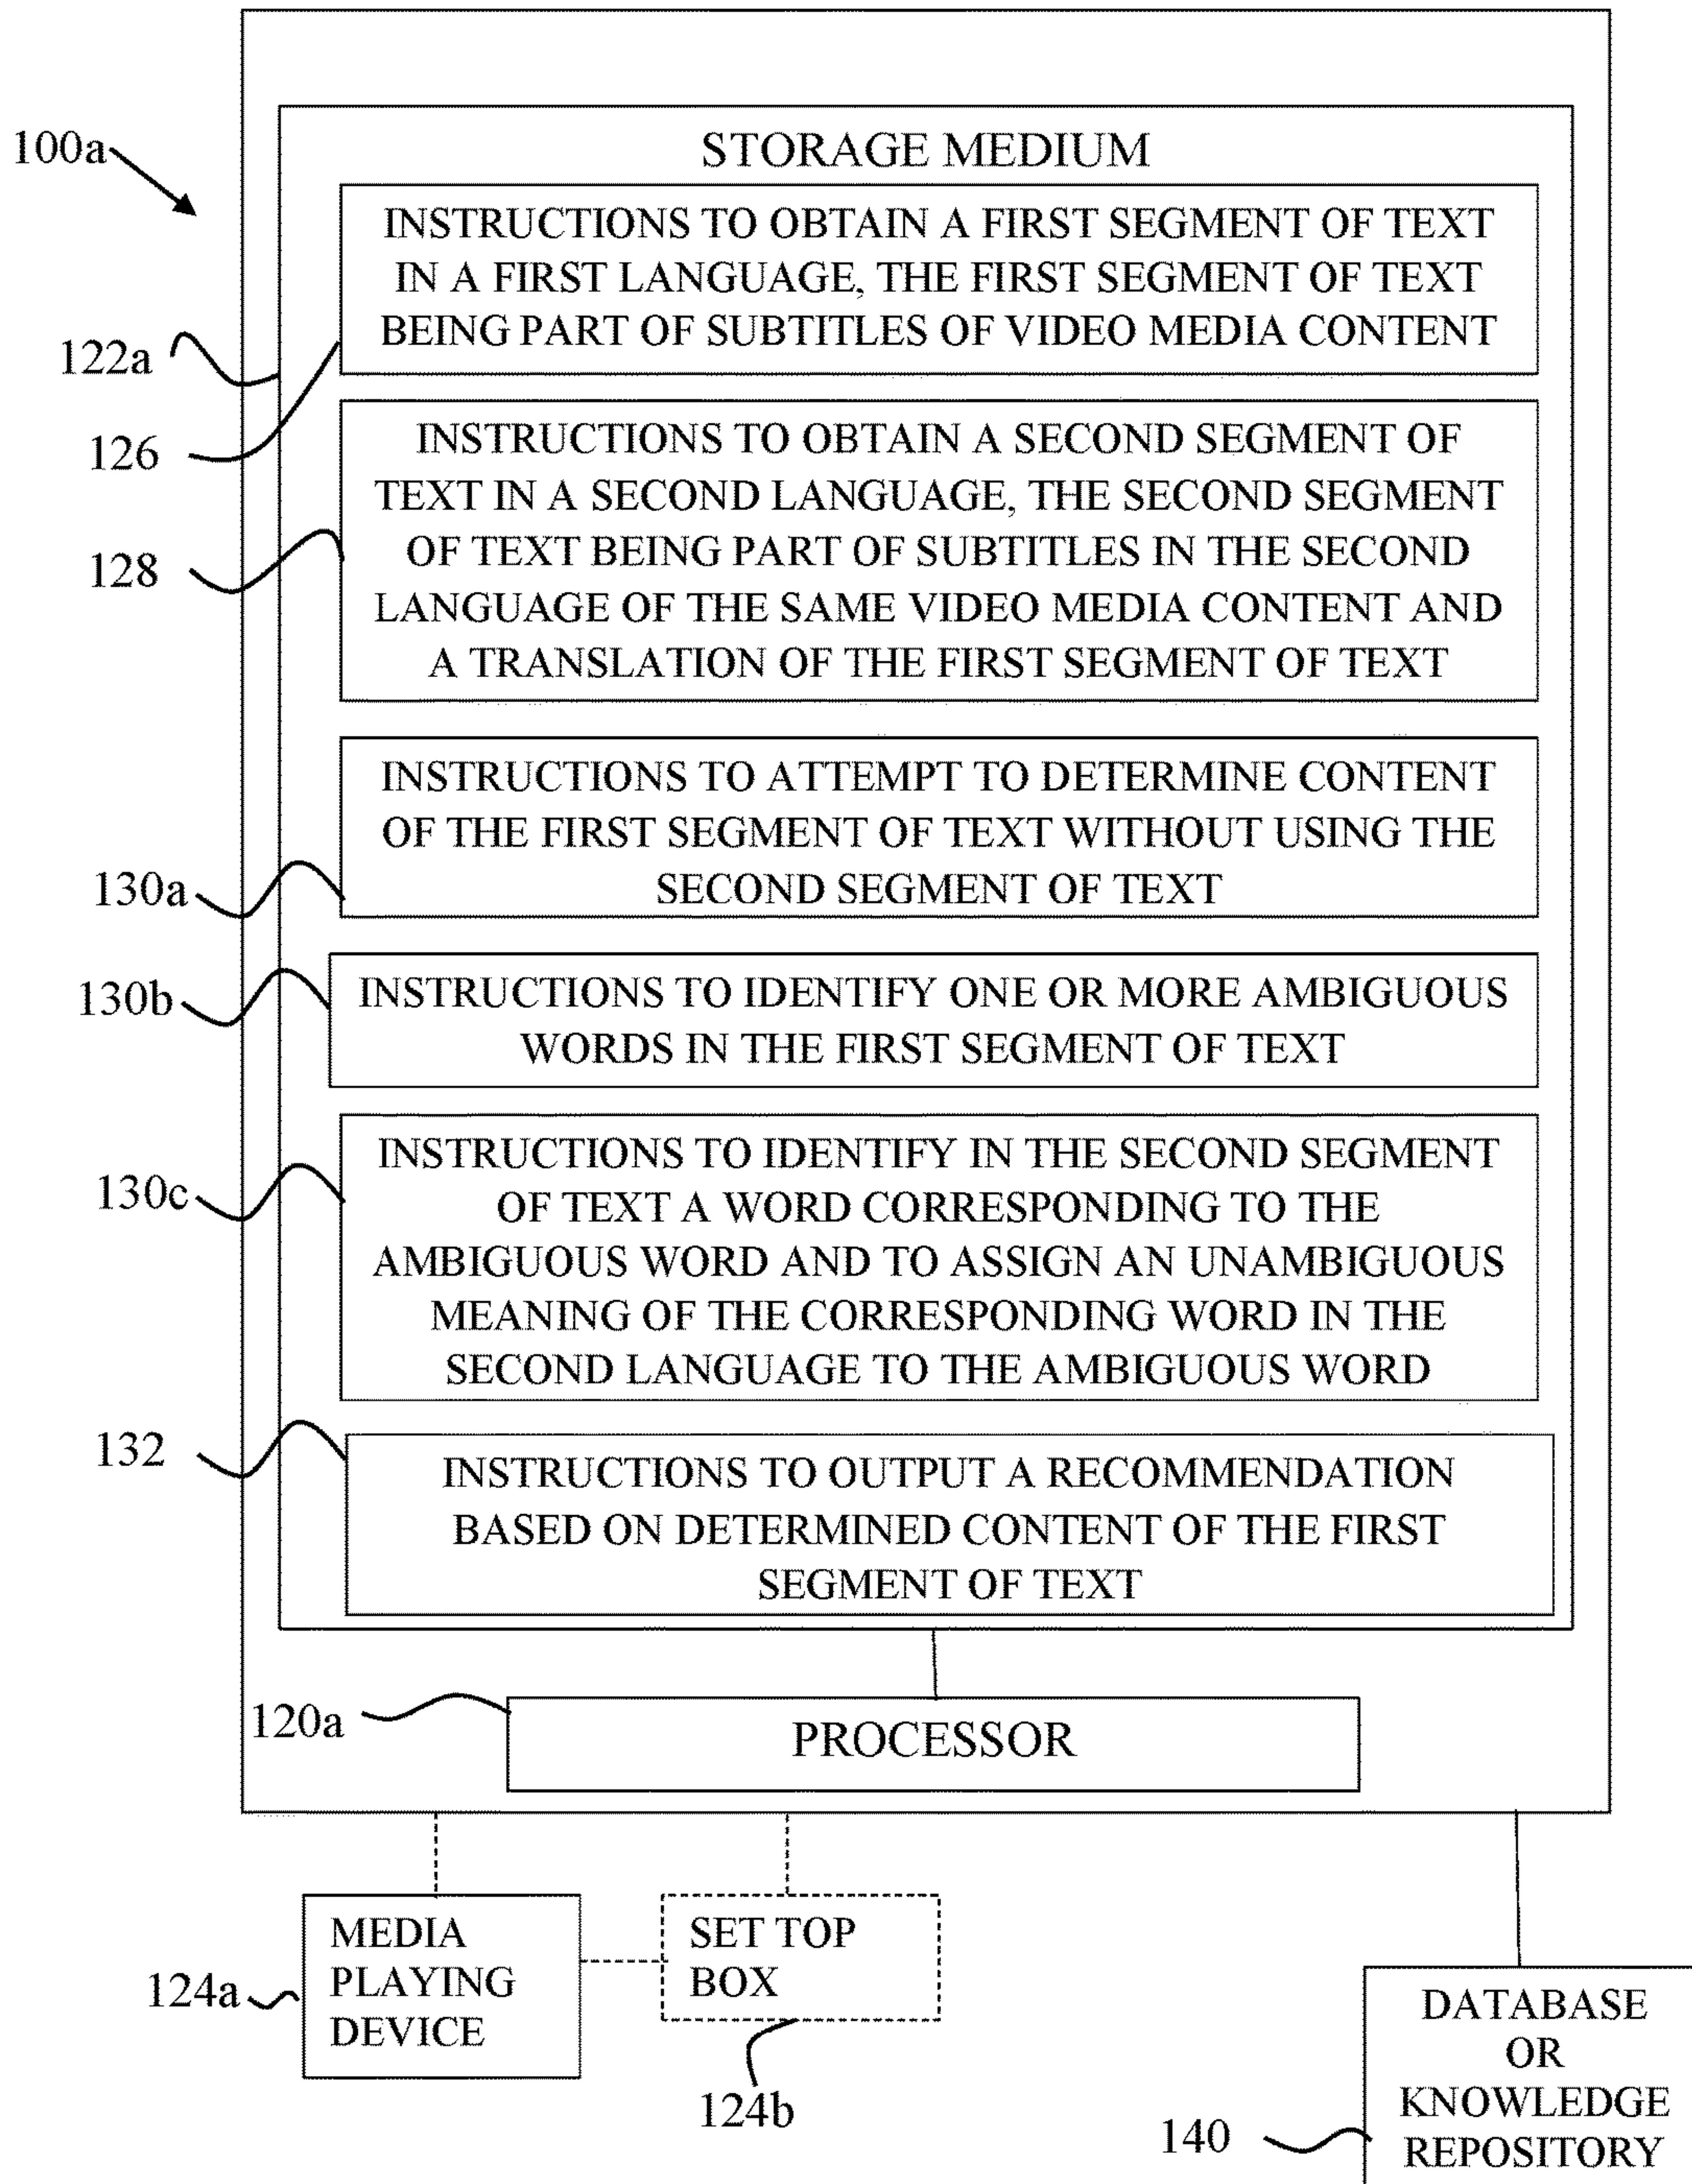 STORAGE MEDIUM
100a
INSTRUCTIONS TO OBTAIN A FIRST SEGMENT OF TEXT
IN A FIRST LANGUAGE, THE FIRST SEGMENT OF TEXT
BEING PART OF SUBTITLES OF VIDEO MEDIA CONTENT
122a
126
INSTRUCTIONS TO OBTAIN A SECOND SEGMENT OF
TEXT IN A SECOND LANGUAGE, THE SECOND SEGMENT
OF TEXT BEING PART OF SUBTITLES IN THE SECOND
LANGUAGE OF THE SAME VIDEO MEDIA CONTENT AND
A TRANSLATION OF THE FIRST SEGMENT OF TEXT
128
INSTRUCTIONS TO ATTEMPT TO DETERMINE CONTENT
OF THE FIRST SEGMENT OF TEXT WITHOUT USING THE
SECOND SEGMENT OF TEXT
130a
INSTRUCTIONS TO IDENTIFY ONE OR MORE AMBIGUOUS
WORDS IN THE FIRST SEGMENT OF TEXT
130b
INSTRUCTIONS TO IDENTIFY IN THE SECOND SEGMENT
OF TEXT A WORD CORRESPONDING TO THE
AMBIGUOUS WORD AND TO ASSIGN AN UNAMBIGUOUS
MEANING OF THE CORRESPONDING WORD IN THE
SECOND LANGUAGE TO THE AMBIGUOUS WORD
130c
132
INSTRUCTIONS TO OUTPUT A RECOMMENDATION
BASED ON DETERMINED CONTENT OF THE FIRST
SEGMENT OF TEXT
120a
PROCESSOR
MEDIA
PLAYING
DEVICE
124a
SET TOP
BOX
124b
DATABASE
OR
KNOWLEDGE
REPOSITORY
140